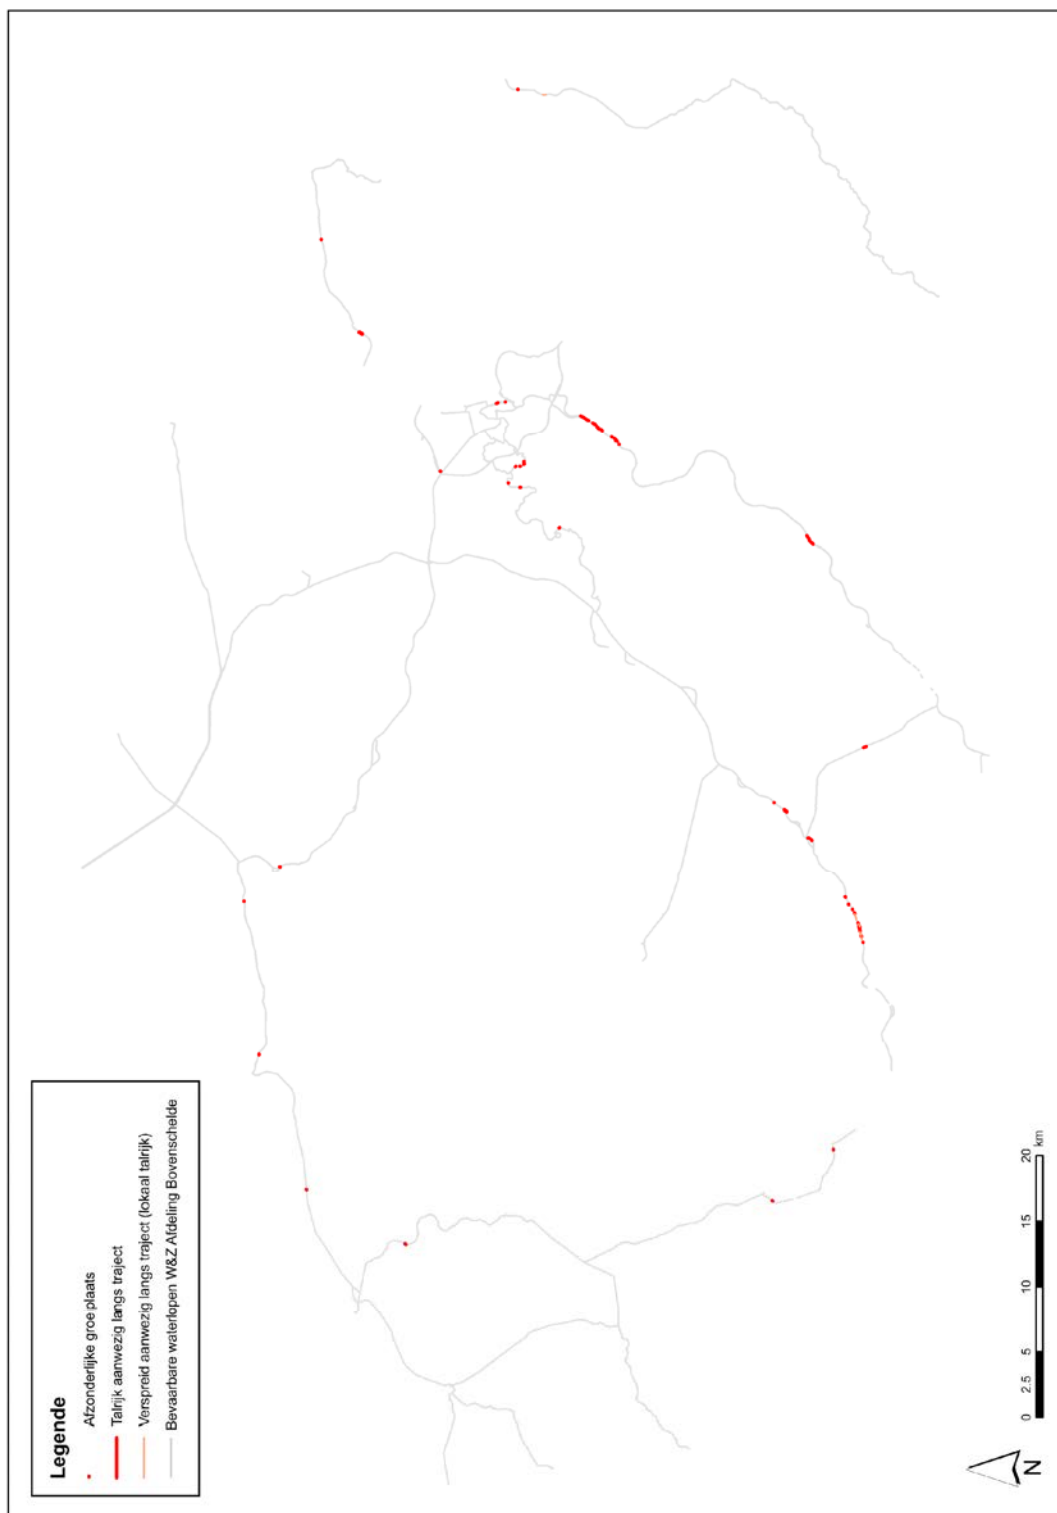 Legende
Afzonderlijke groeiplaats
Talrijk aanwezig langs traject
Verspreid aanwezig langs traject (lokaal talrijk)
Bevaarbare waterlopen W&Z Afdeling Bovenschelde
N
0 2.5 5 10 15 20
km